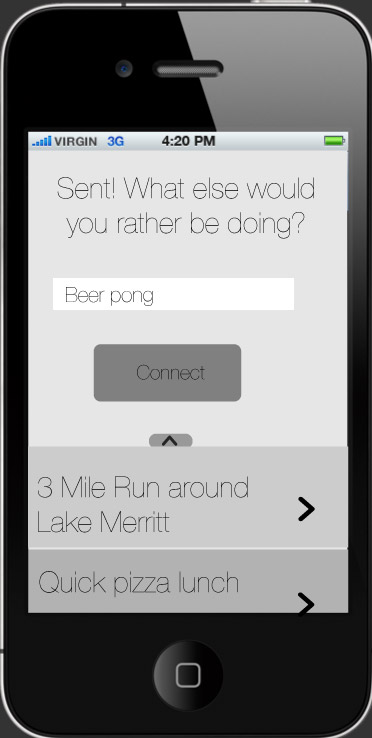 VIRGIN 3G 4:20 PM
Sent! What else would
you rather be doing?
Beer pong
Connect
3 Mile Run around
Lake Merritt
Quick pizza lunch